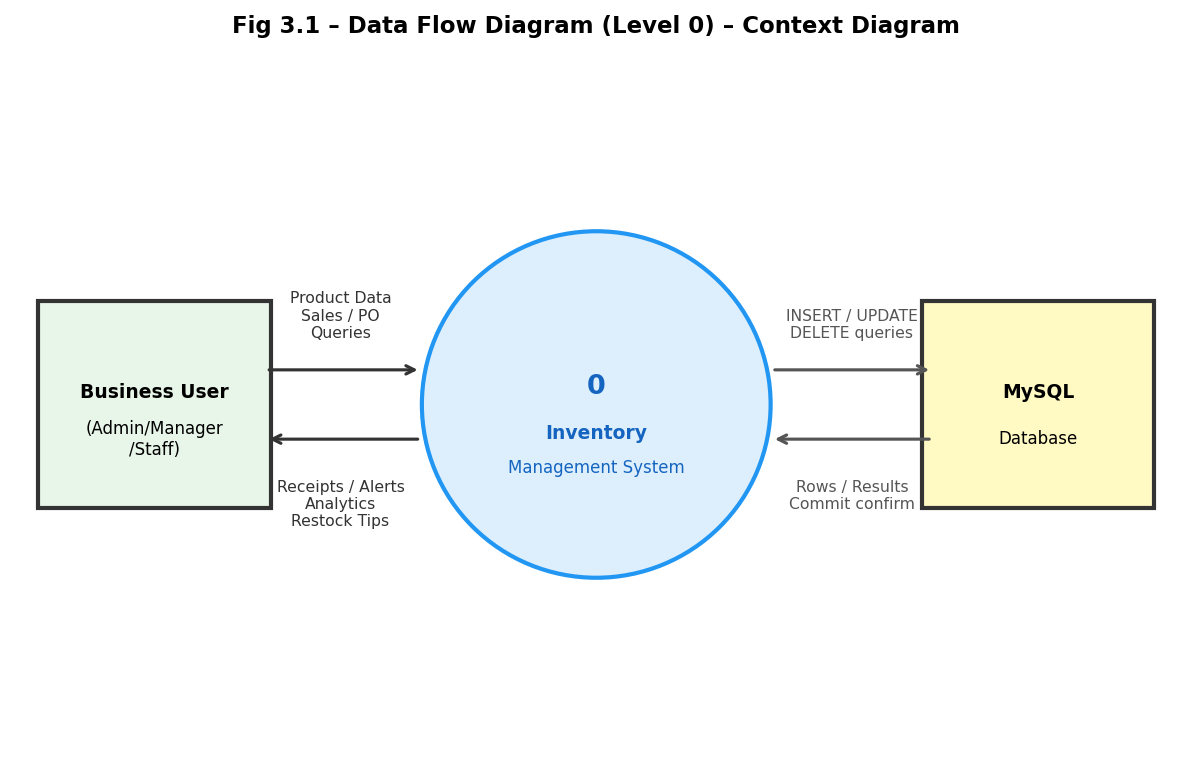 Fig 3.1 – Data Flow Diagram (Level 0) – Context Diagram
Product Data
Sales / PO
Queries
INSERT / UPDATE
DELETE queries
Business User
(Admin/Manager
/Staff)
0
Inventory
Management System
MySQL
Database
Receipts / Alerts
Analytics
Restock Tips
Rows / Results
Commit confirm